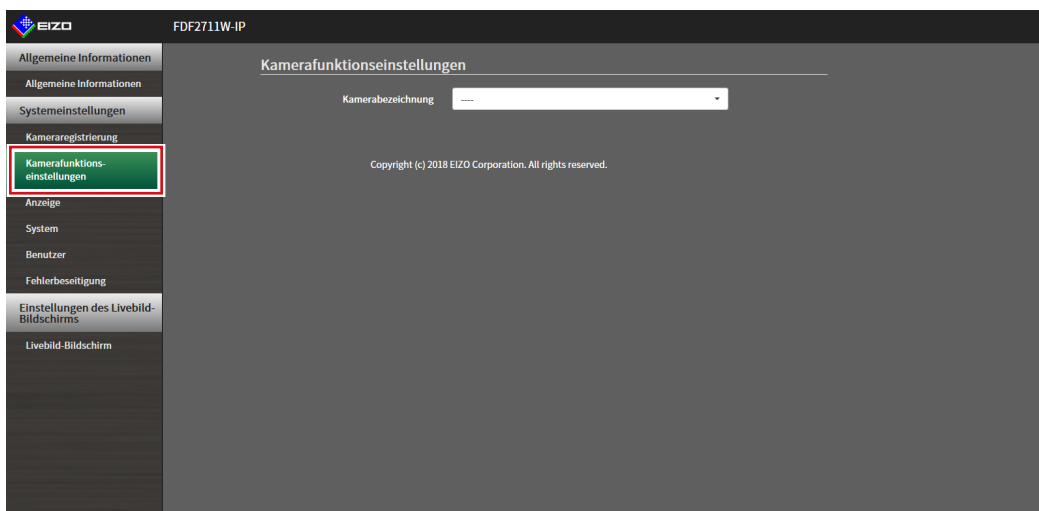 EIZO FDF2711W-IP
Allgemeine Informationen
Allgemeine Informationen
Systemeinstellungen
Kameraregistrierung
Kamerafunktions-
einstellungen
Anzeige
System
Benutzer
Fehlerbeseitigung
Einstellungen des Livebild-
Bildschirms
Livebild-Bildschirm
Kamerafunktionseinstellungen
Kamerabezeichnung ----
Copyright (c) 2018 EIZO Corporation. All rights reserved.